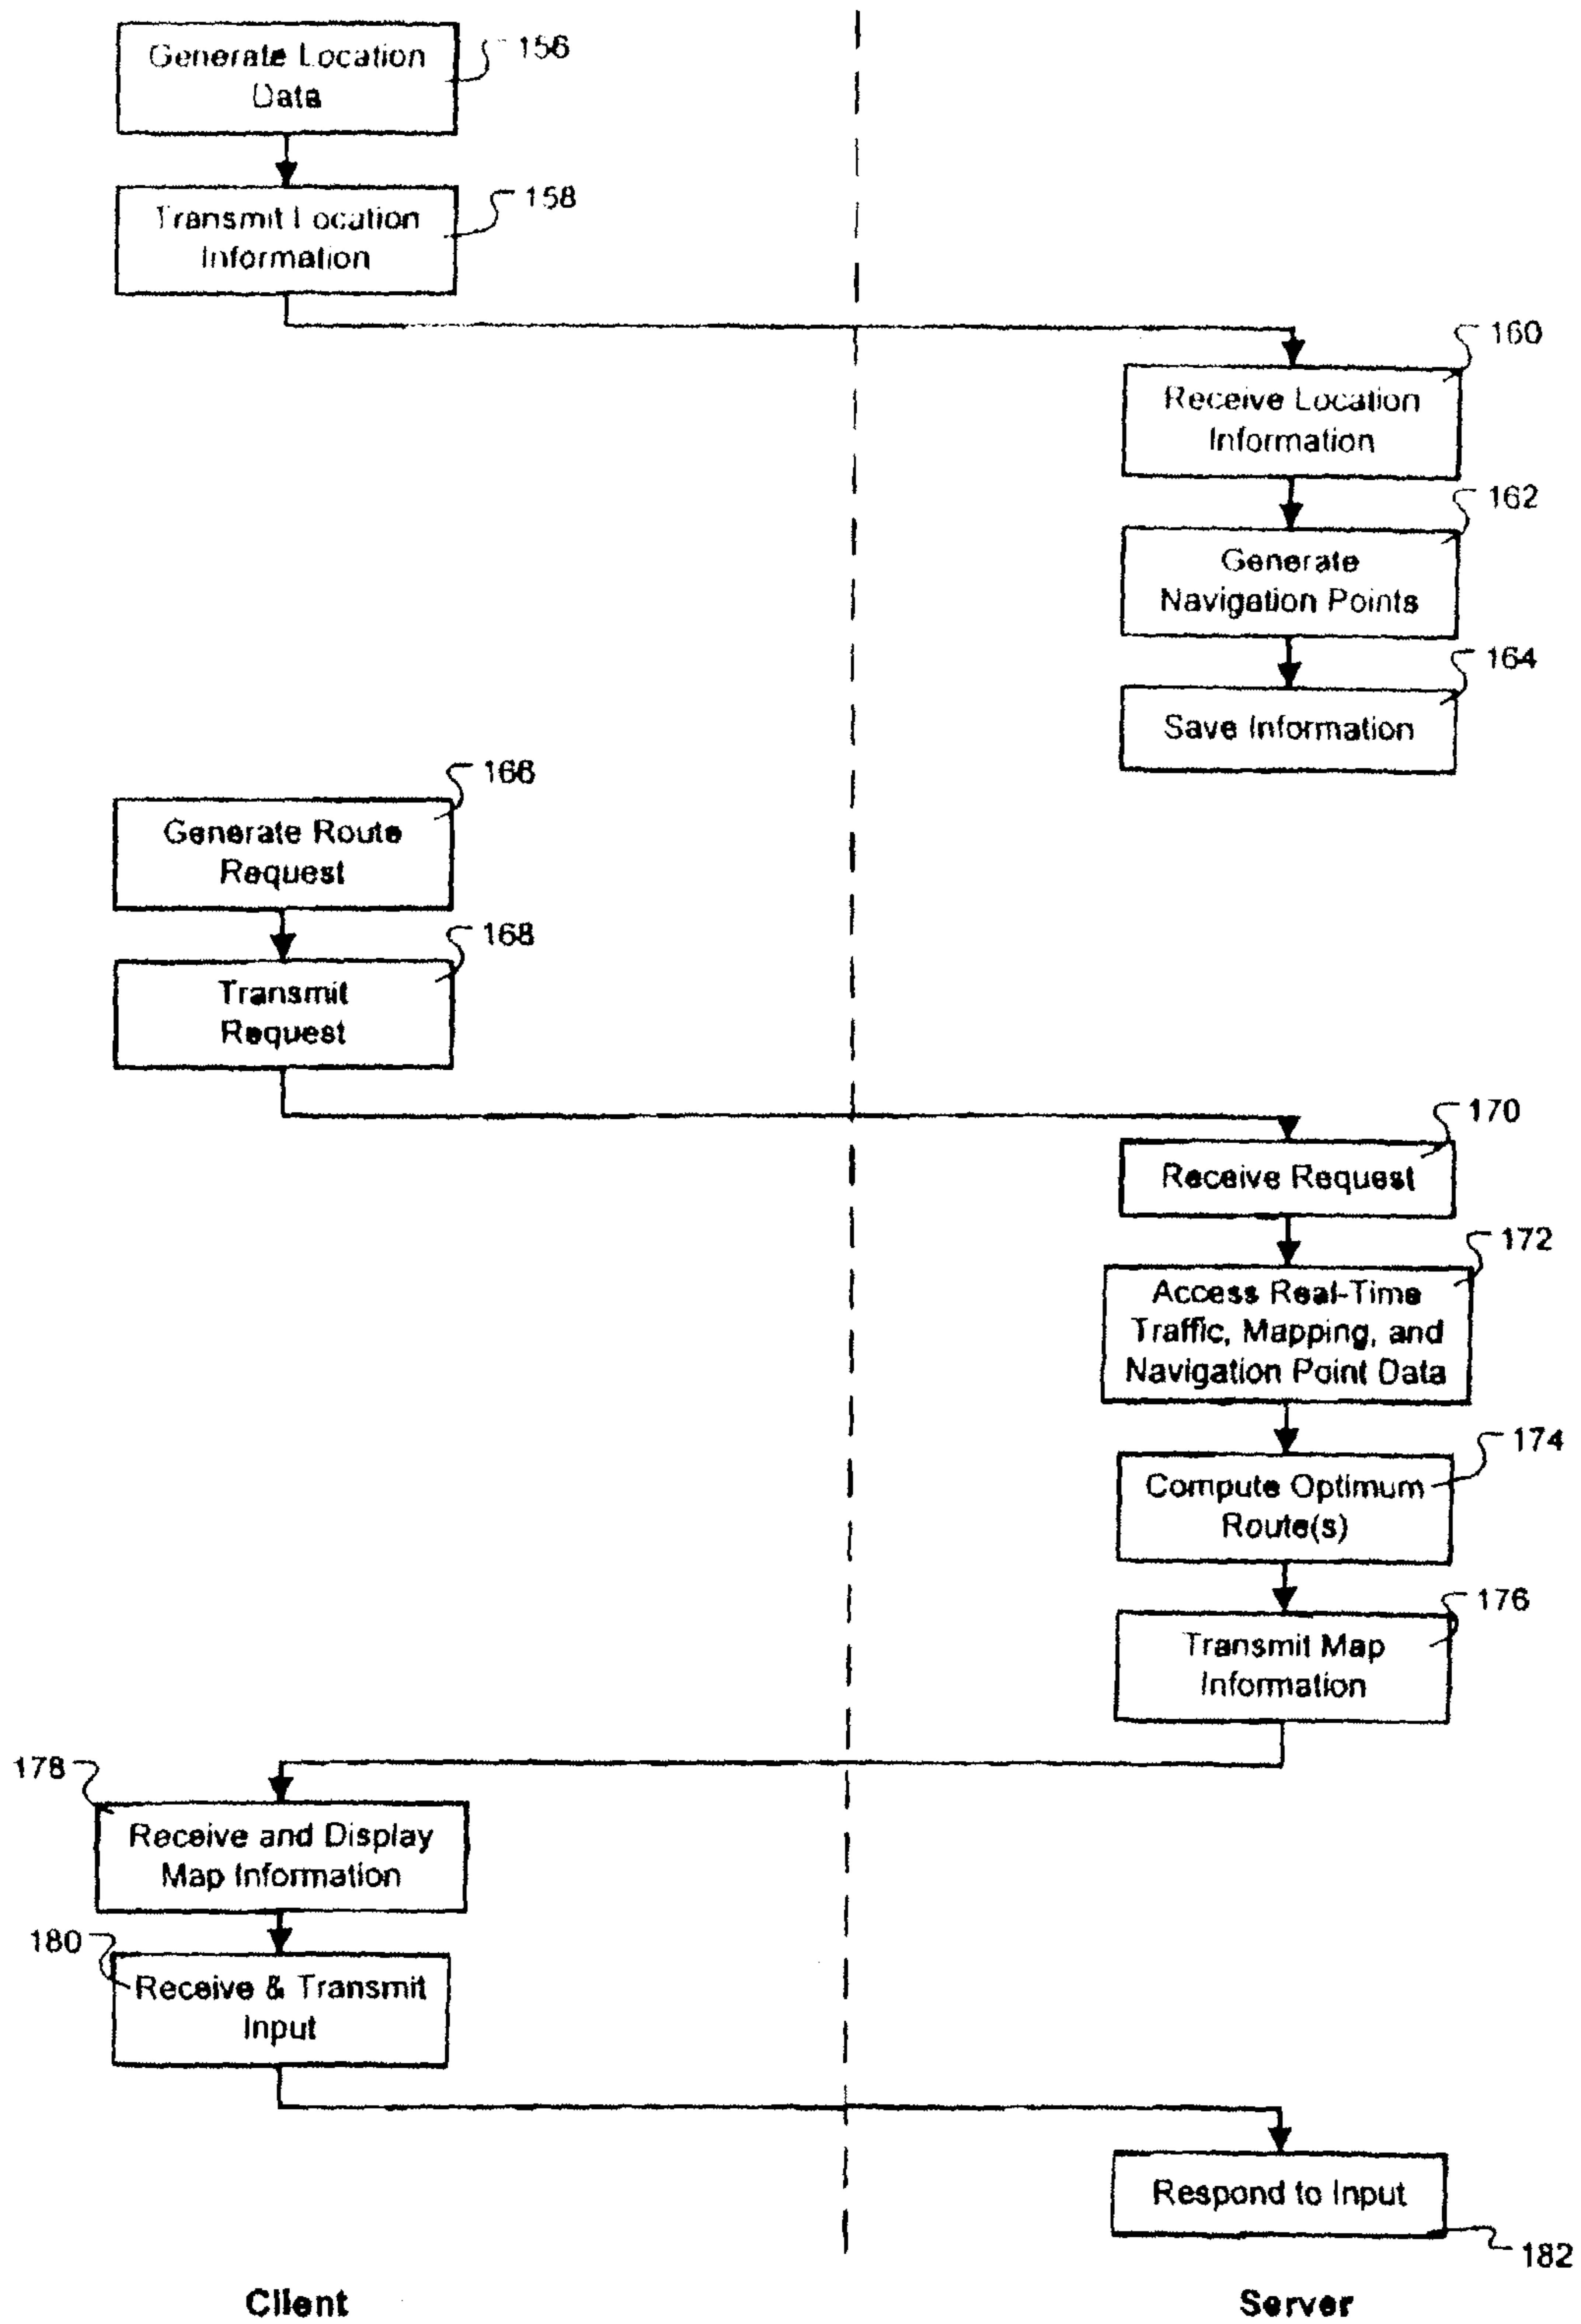 Generate Location
Data
156
Transmit Location
Information
158
160
Receive Location
Information
162
Generate
Navigation Points
164
Save Information
166
Generate Route
Request
168
Transmit
Request
170
Receive Request
172
Access Real-Time
Traffic, Mapping, and
Navigation Point Data
174
Compute Optimum
Route(s)
176
Transmit Map
Information
178
Receive and Display
Map Information
180
Receive & Transmit
Input
Respond to Input
182
Client
Server